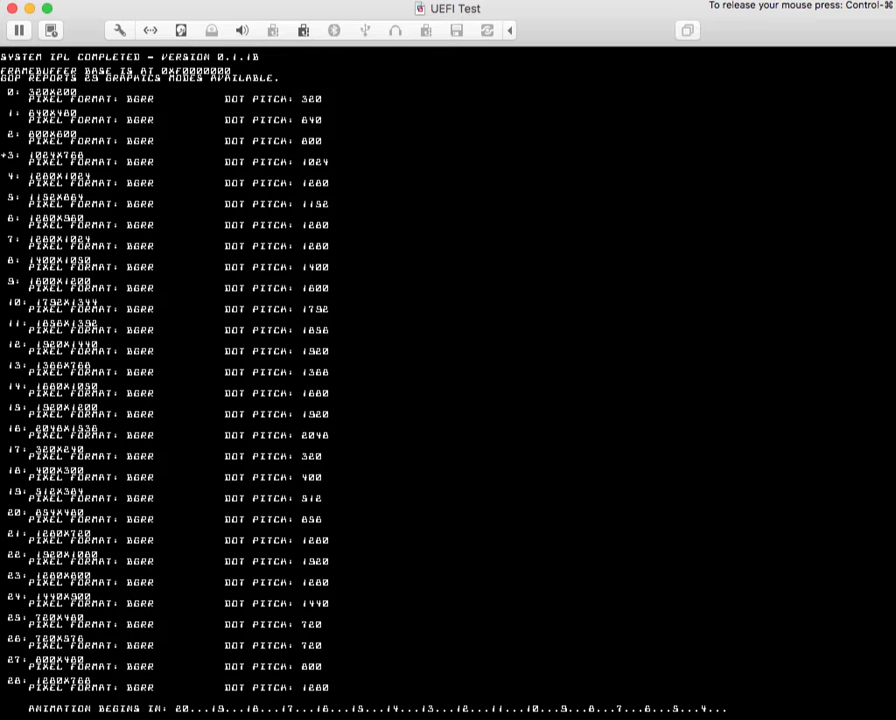 UEFI Test
To release your mouse press: Control-⌘
SYSTEM IPL COMPLETED - VERSION 0.1.1B
FRAMEBUFFER BASE IS AT 0XF0000000
GOP REPORTS 29 GRAPHICS MODES AVAILABLE.
0: 320X200
PIXEL FORMAT: BGRR DOT PITCH: 320
1: 640X480
PIXEL FORMAT: BGRR DOT PITCH: 640
2: 800X600
PIXEL FORMAT: BGRR DOT PITCH: 800
+3: 1024X768
PIXEL FORMAT: BGRR DOT PITCH: 1024
4: 1280X1024
PIXEL FORMAT: BGRR DOT PITCH: 1280
5: 1152X864
PIXEL FORMAT: BGRR DOT PITCH: 1152
6: 1280X960
PIXEL FORMAT: BGRR DOT PITCH: 1280
7: 1280X1024
PIXEL FORMAT: BGRR DOT PITCH: 1280
8: 1400X1050
PIXEL FORMAT: BGRR DOT PITCH: 1400
9: 1600X1200
PIXEL FORMAT: BGRR DOT PITCH: 1600
10: 1792X1344
PIXEL FORMAT: BGRR DOT PITCH: 1792
11: 1856X1392
PIXEL FORMAT: BGRR DOT PITCH: 1856
12: 1920X1440
PIXEL FORMAT: BGRR DOT PITCH: 1920
13: 1366X768
PIXEL FORMAT: BGRR DOT PITCH: 1368
14: 1680X1050
PIXEL FORMAT: BGRR DOT PITCH: 1680
15: 1920X1200
PIXEL FORMAT: BGRR DOT PITCH: 1920
16: 2048X1536
PIXEL FORMAT: BGRR DOT PITCH: 2048
17: 320X240
PIXEL FORMAT: BGRR DOT PITCH: 320
18: 400X300
PIXEL FORMAT: BGRR DOT PITCH: 400
19: 512X384
PIXEL FORMAT: BGRR DOT PITCH: 512
20: 854X480
PIXEL FORMAT: BGRR DOT PITCH: 856
21: 1280X720
PIXEL FORMAT: BGRR DOT PITCH: 1280
22: 1920X1080
PIXEL FORMAT: BGRR DOT PITCH: 1920
23: 1280X800
PIXEL FORMAT: BGRR DOT PITCH: 1280
24: 1440X900
PIXEL FORMAT: BGRR DOT PITCH: 1440
25: 720X480
PIXEL FORMAT: BGRR DOT PITCH: 720
26: 720X576
PIXEL FORMAT: BGRR DOT PITCH: 720
27: 800X480
PIXEL FORMAT: BGRR DOT PITCH: 800
28: 1280X768
PIXEL FORMAT: BGRR DOT PITCH: 1280
ANIMATION BEGINS IN: 20...19...18...17...16...15...14...13...12...11...10...9...8...7...6...5...4...